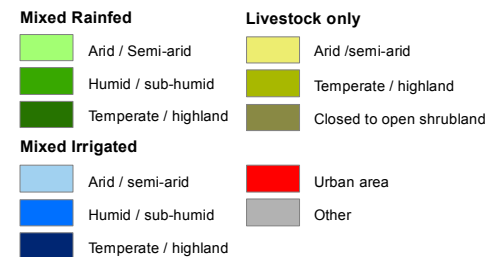 Mixed Rainfed
Arid / Semi-arid
Humid / sub-humid
Temperate / highland
Mixed Irrigated
Arid / semi-arid
Humid / sub-humid
Temperate / highland
Livestock only
Arid /semi-arid
Temperate / highland
Closed to open shrubland
Urban area
Other